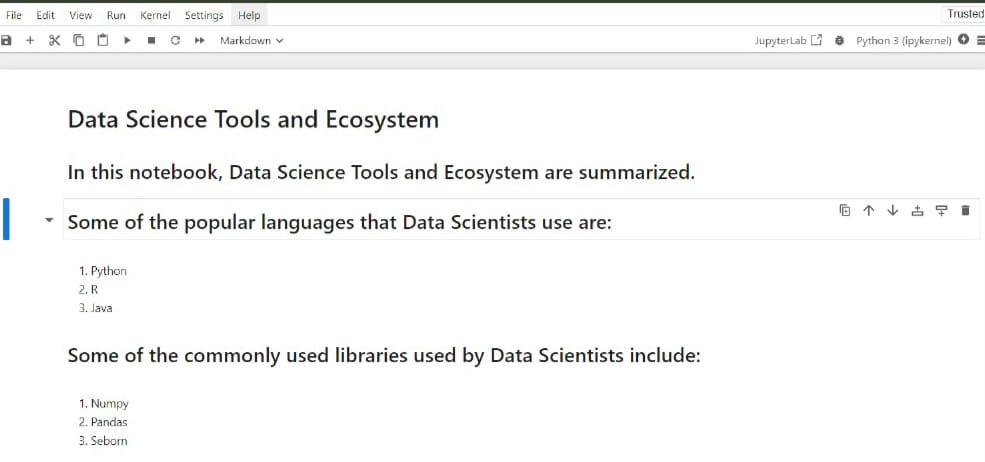 File Edit View Run Kernel Settings Help Trusted
Markdown JupyterLab Python 3 (ipykernel)
Data Science Tools and Ecosystem
In this notebook, Data Science Tools and Ecosystem are summarized.
Some of the popular languages that Data Scientists use are:
1. Python
2. R
3. Java
Some of the commonly used libraries used by Data Scientists include:
1. Numpy
2. Pandas
3. Seborn